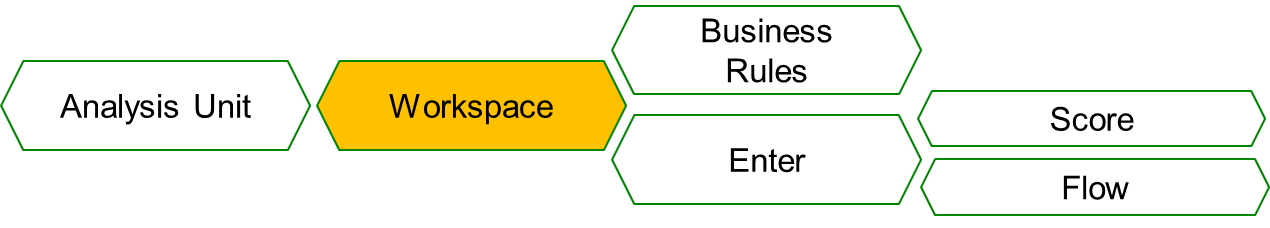 Analysis Unit
Workspace
Business
Rules
Enter
Score
Flow